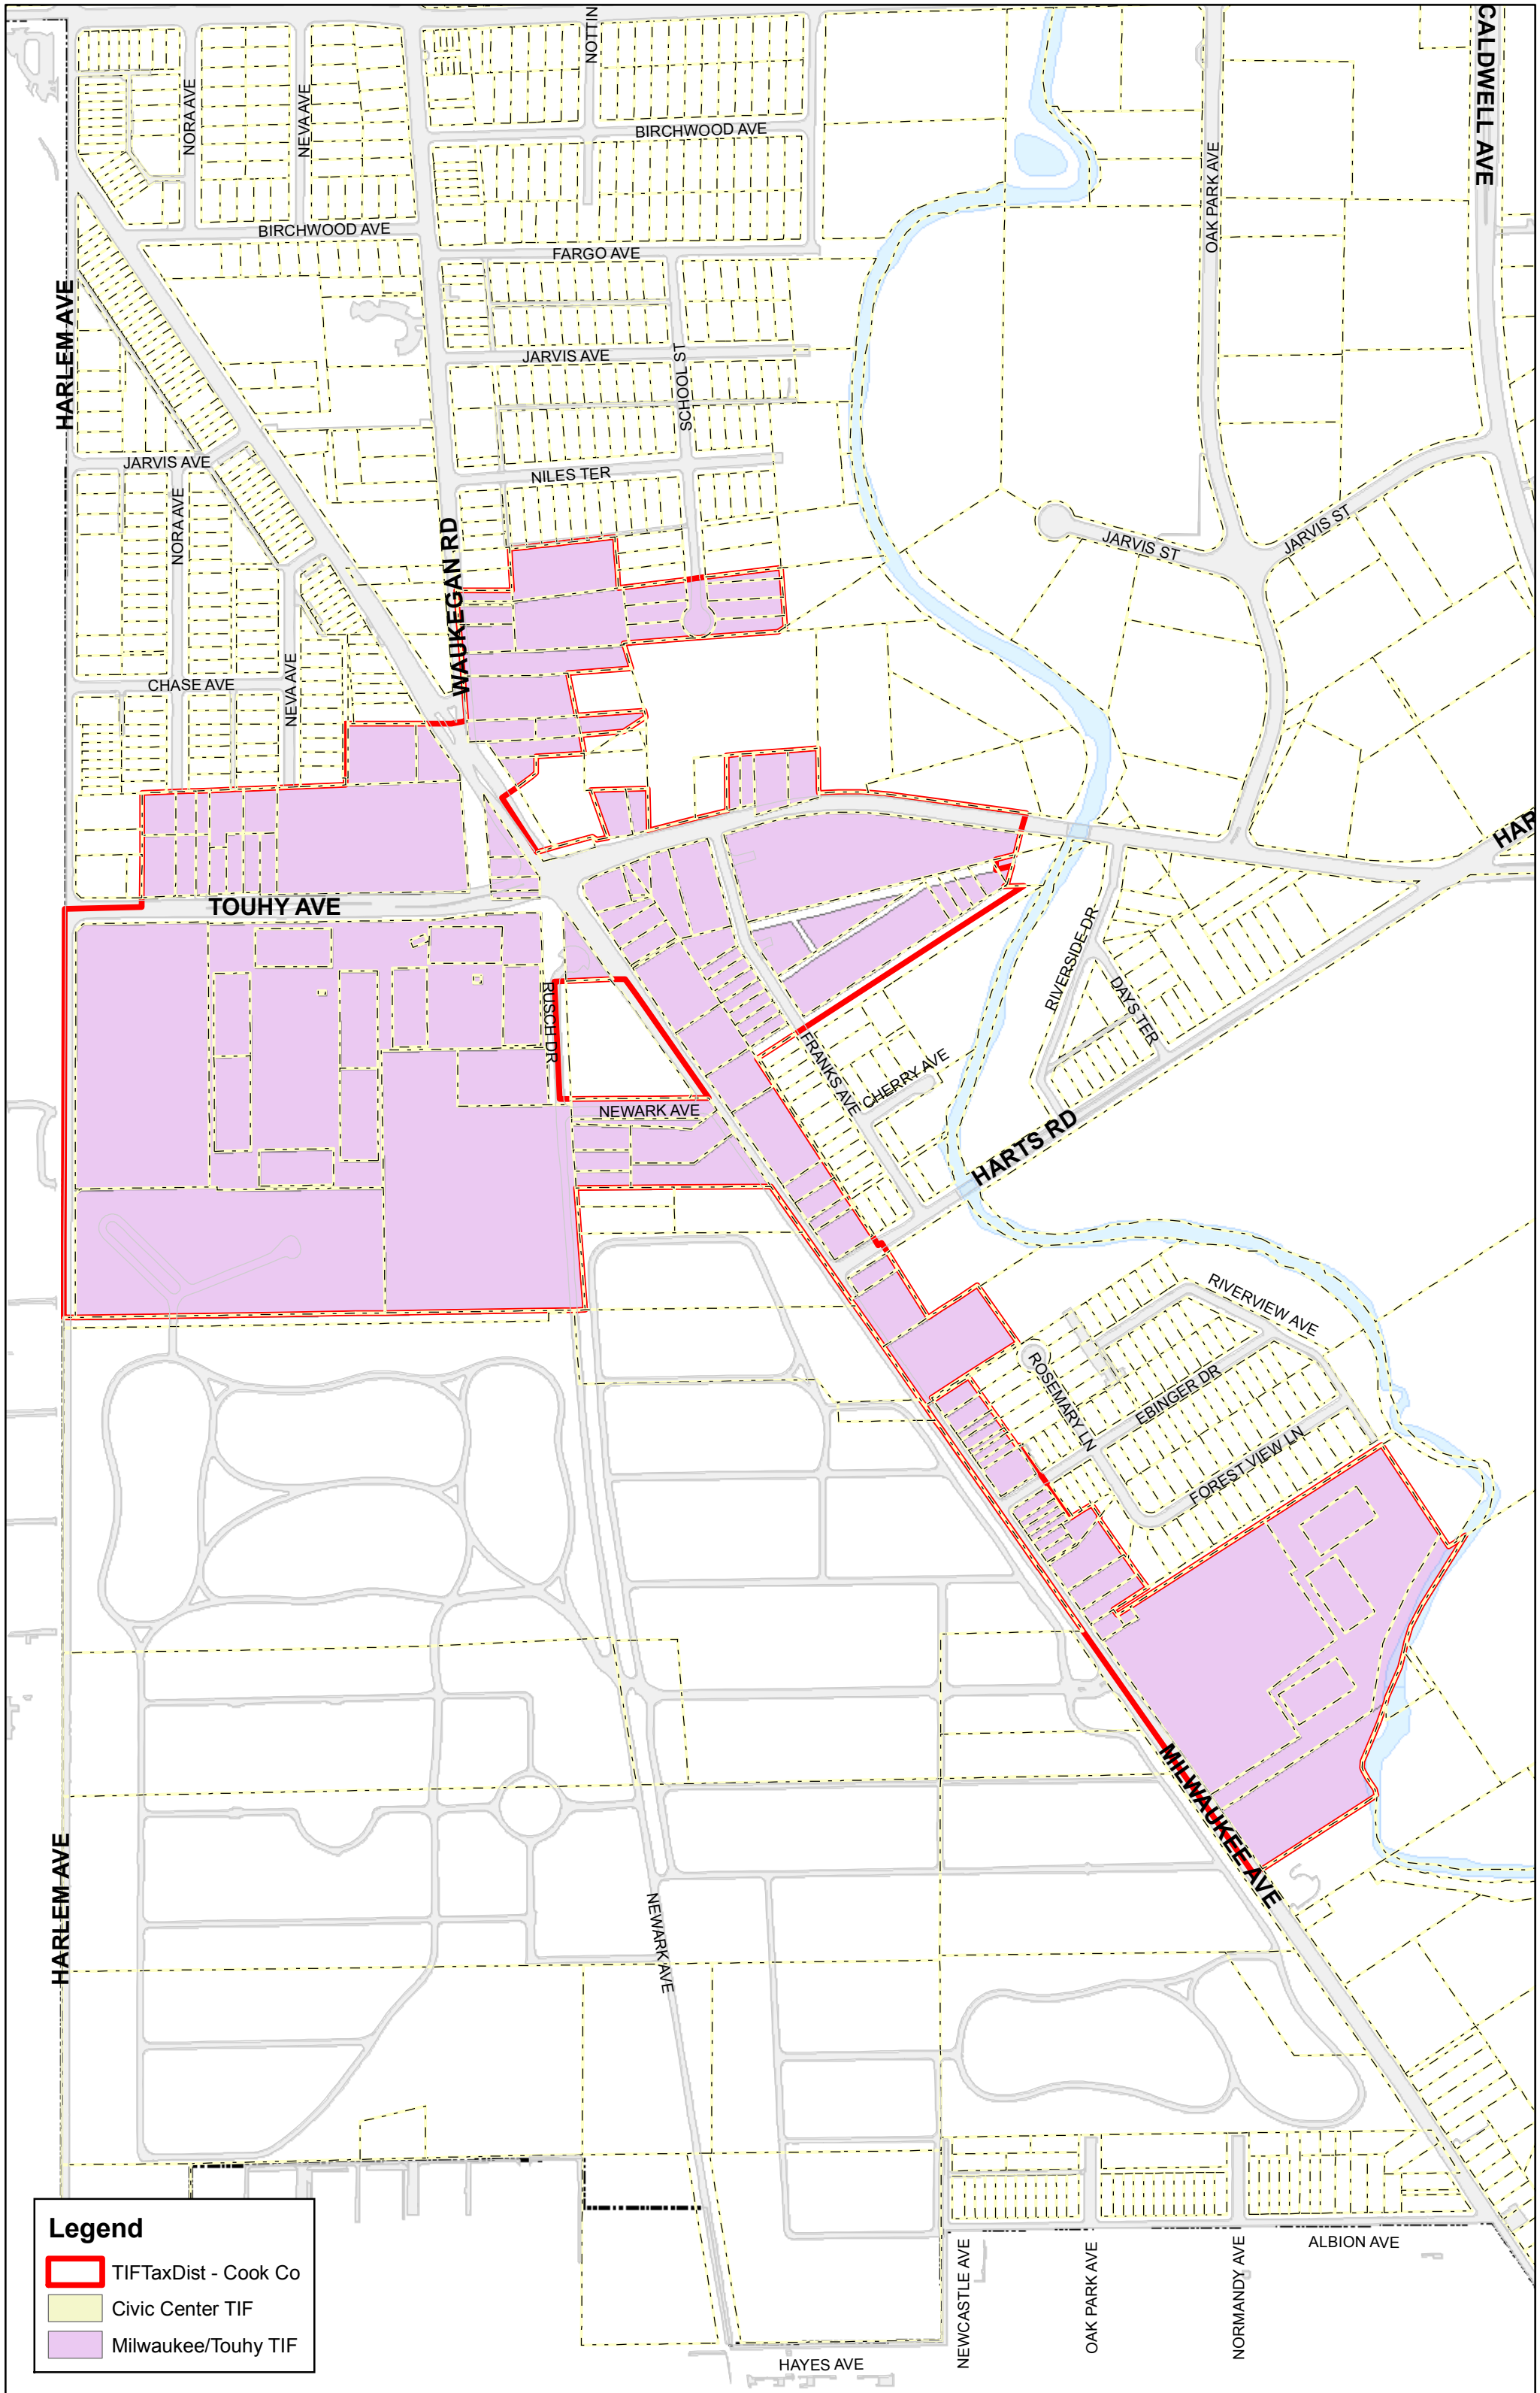 NOTTIN
CALDWELL AVE
NORA AVE
NEVA AVE
BIRCHWOOD AVE
OAK PARK AVE
BIRCHWOOD AVE
FARGO AVE
HARLEM AVE
JARVIS AVE
SCHOOL ST
JARVIS AVE
NILES TER
NORA AVE
WAUKEGAN RD
JARVIS ST
JARVIS ST
CHASE AVE
NEVA AVE
HAR
TOUHY AVE
RIVERSIDE DR
DAYS TER
RUSCH DR
FRANKS AVE
CHERRY AVE
NEWARK AVE
HARTS RD
RIVERVIEW AVE
ROSEMARY LN
EBINGER DR
FOREST VIEW LN
MILWAUKEE AVE
HARLEM AVE
NEWARK AVE
Legend
TIFTaxDist - Cook Co
Civic Center TIF
Milwaukee/Touhy TIF
NEWCASTLE AVE
OAK PARK AVE
NORMANDY AVE
ALBION AVE
HAYES AVE